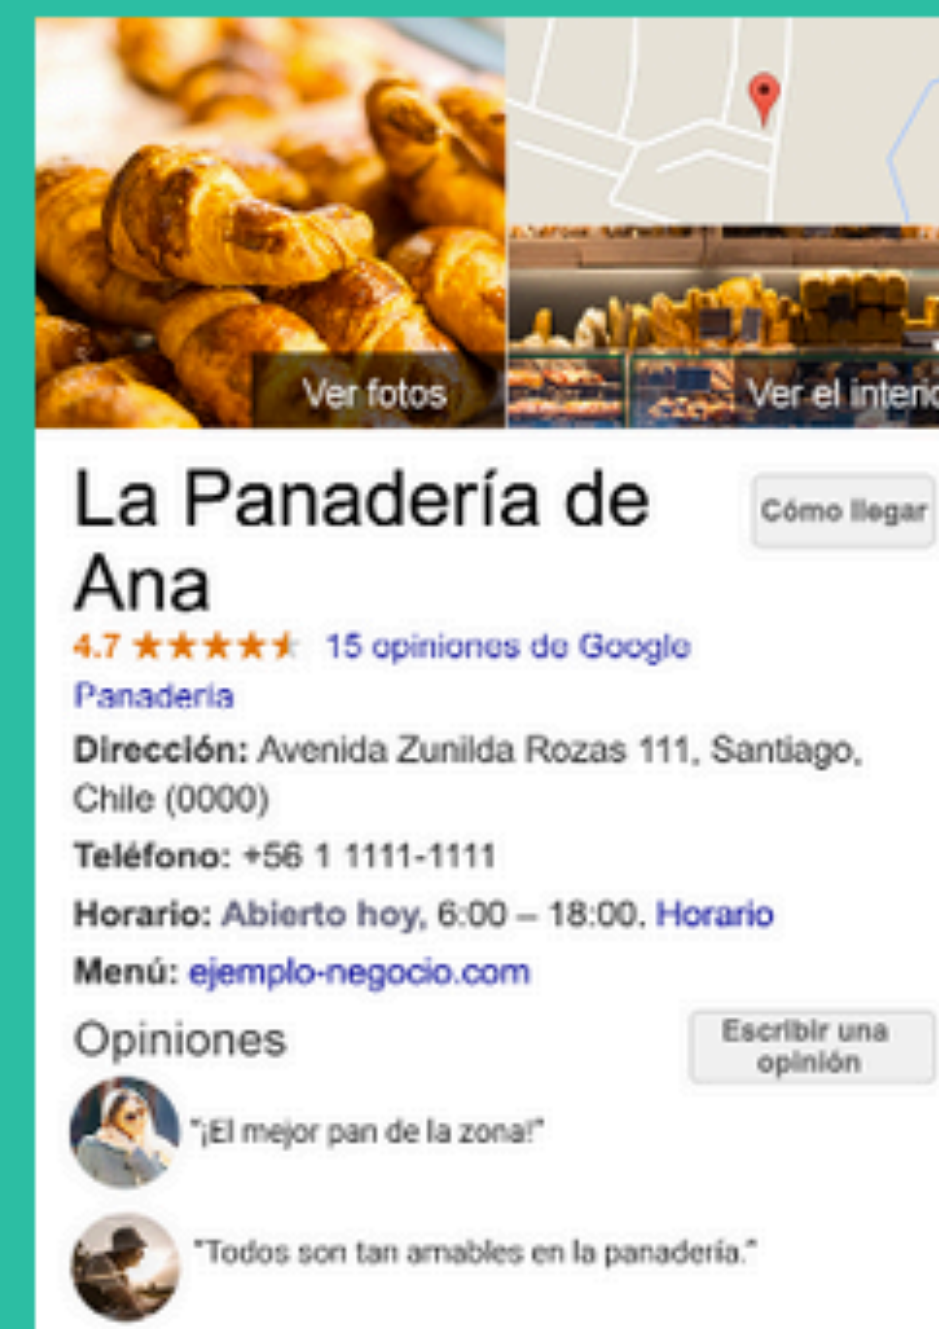 Ver fotos
Ver el interio
La Panadería de
Ana
Cómo llegar
4.7 ★★★★⯨ 15 opiniones de Google
Panadería
Dirección: Avenida Zunilda Rozas 111, Santiago,
Chile (0000)
Teléfono: +56 1 1111-1111
Horario: Abierto hoy, 6:00 – 18:00. Horario
Menú: ejemplo-negocio.com
Opiniones
Escribir una
opinión
"¡El mejor pan de la zona!"
"Todos son tan amables en la panadería."